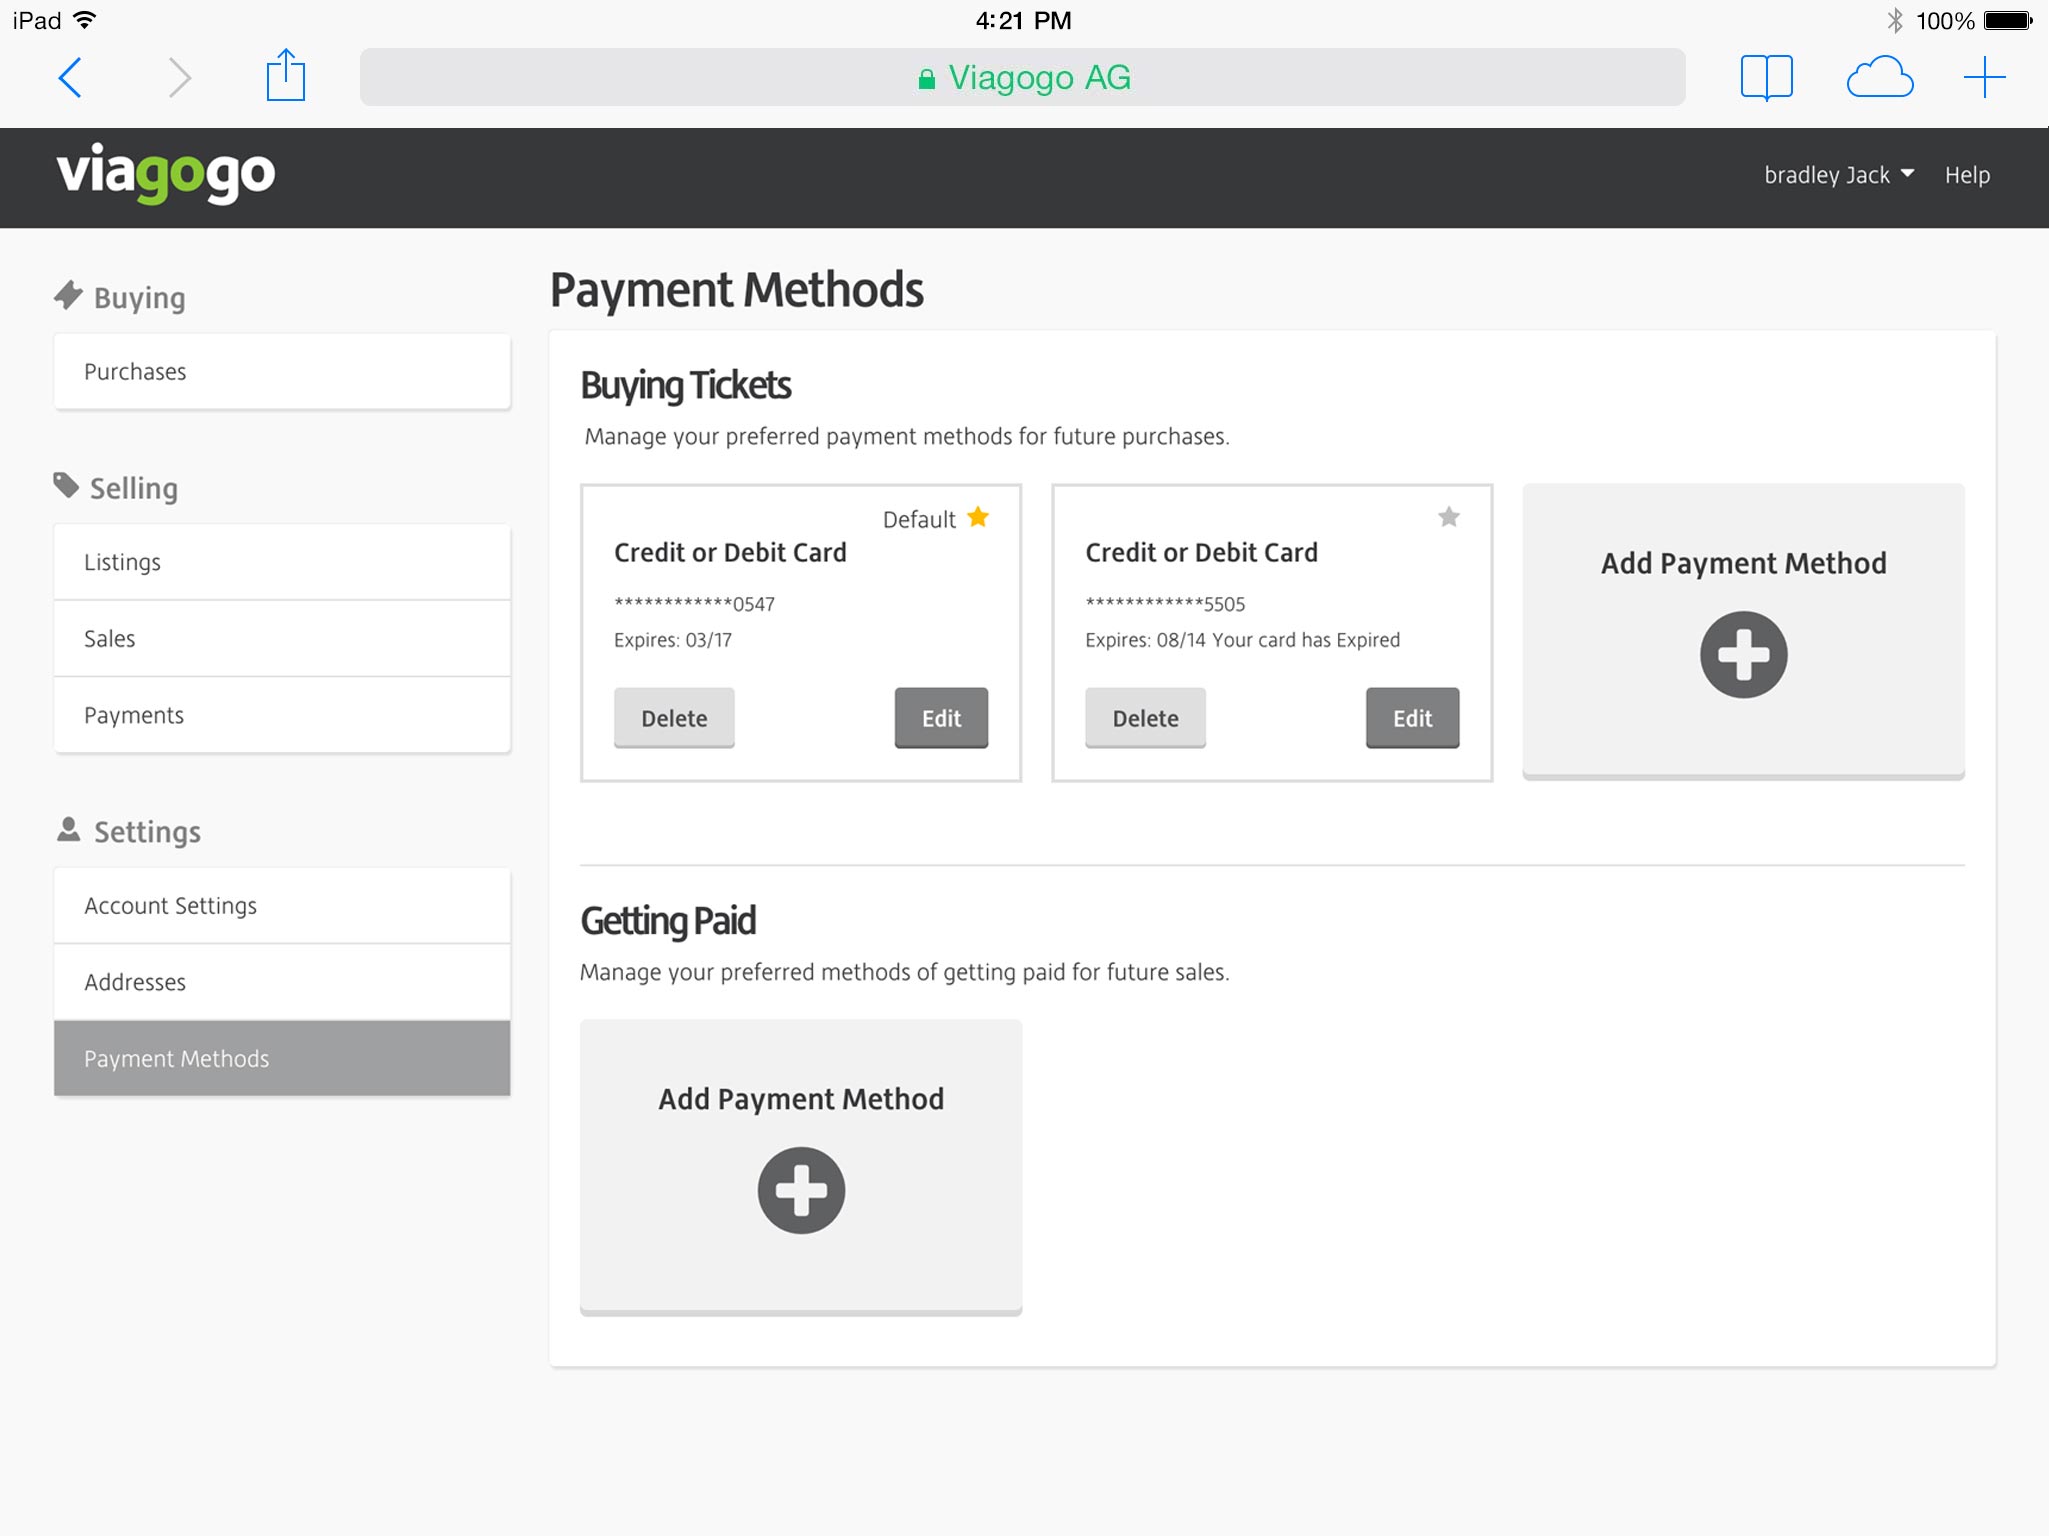 iPad 4:21 PM 100%
Viagogo AG
viagogo bradley Jack Help
Buying
Purchases
Selling
Listings
Sales
Payments
Settings
Account Settings
Addresses
Payment Methods
Payment Methods
Buying Tickets
Manage your preferred payment methods for future purchases.
Default
Credit or Debit Card
************0547
Expires: 03/17
Delete Edit
Credit or Debit Card
************5505
Expires: 08/14 Your card has Expired
Delete Edit
Add Payment Method
Getting Paid
Manage your preferred methods of getting paid for future sales.
Add Payment Method